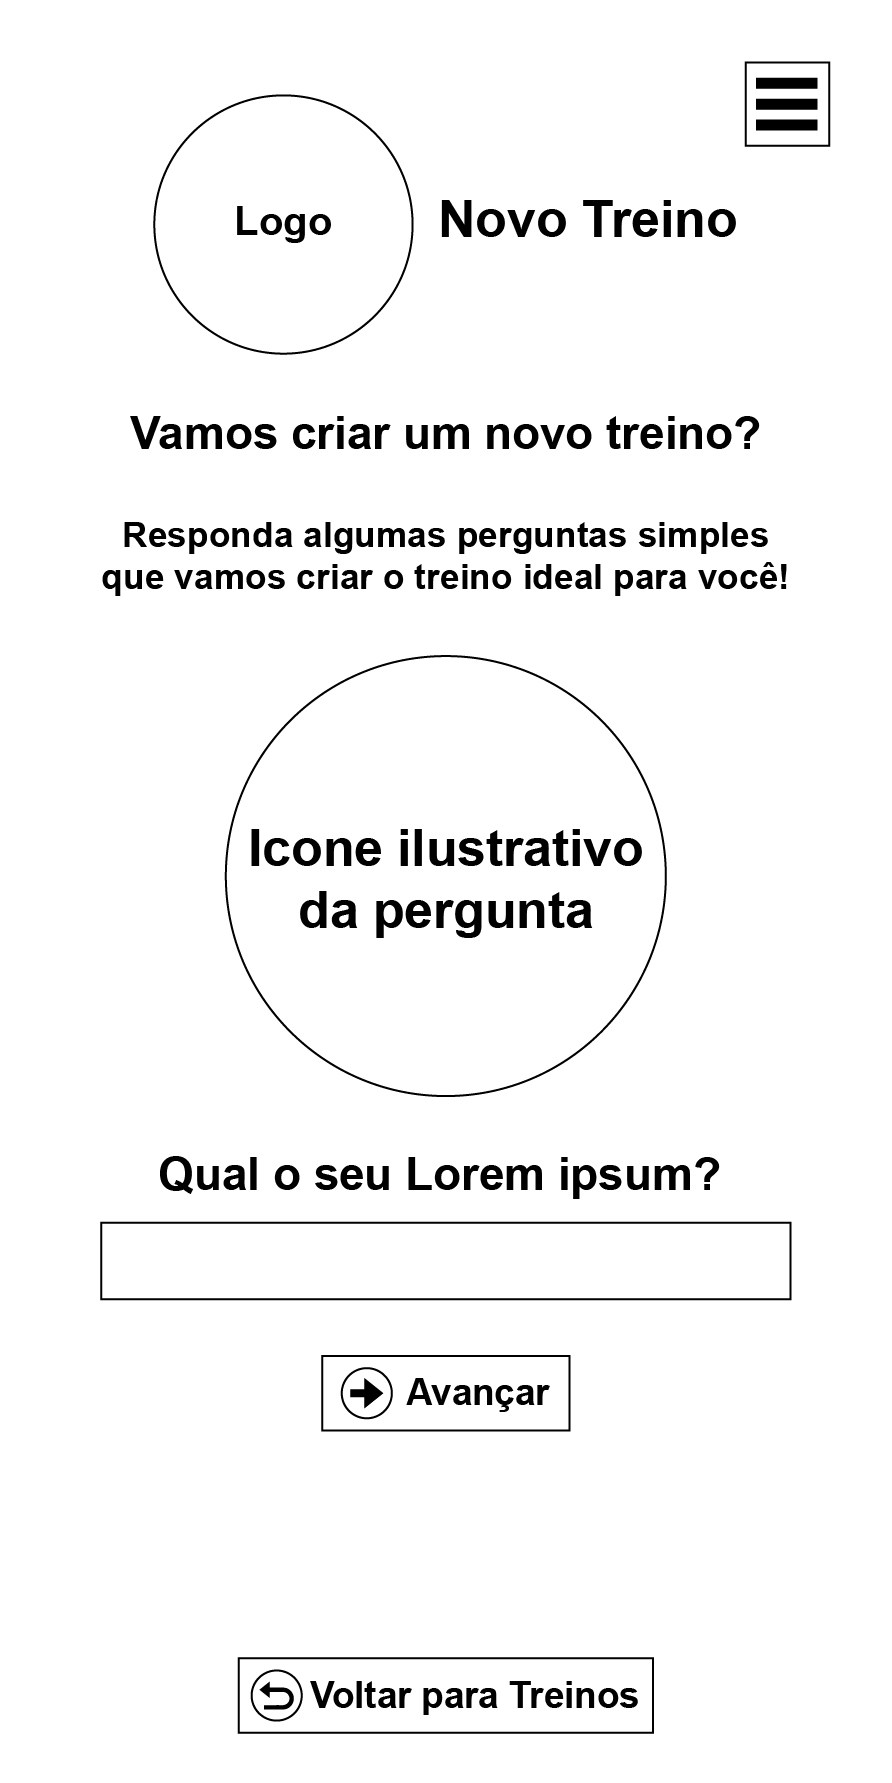 Logo
Novo Treino
Vamos criar um novo treino?
Responda algumas perguntas simples
que vamos criar o treino ideal para você!
Icone ilustrativo
da pergunta
Qual o seu Lorem ipsum?
Avançar
Voltar para Treinos